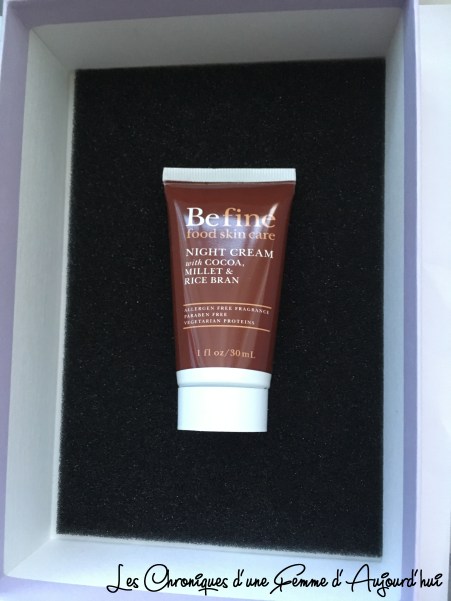 Befine
food skin care
NIGHT CREAM
with COCOA,
MILLET &
RICE BRAN
ALLERGEN FREE FRAGRANCE
PARABEN FREE
VEGETARIAN PROTEINS
1 fl oz/30mL
Les Chroniques d'une Femme d'Aujourd'hui